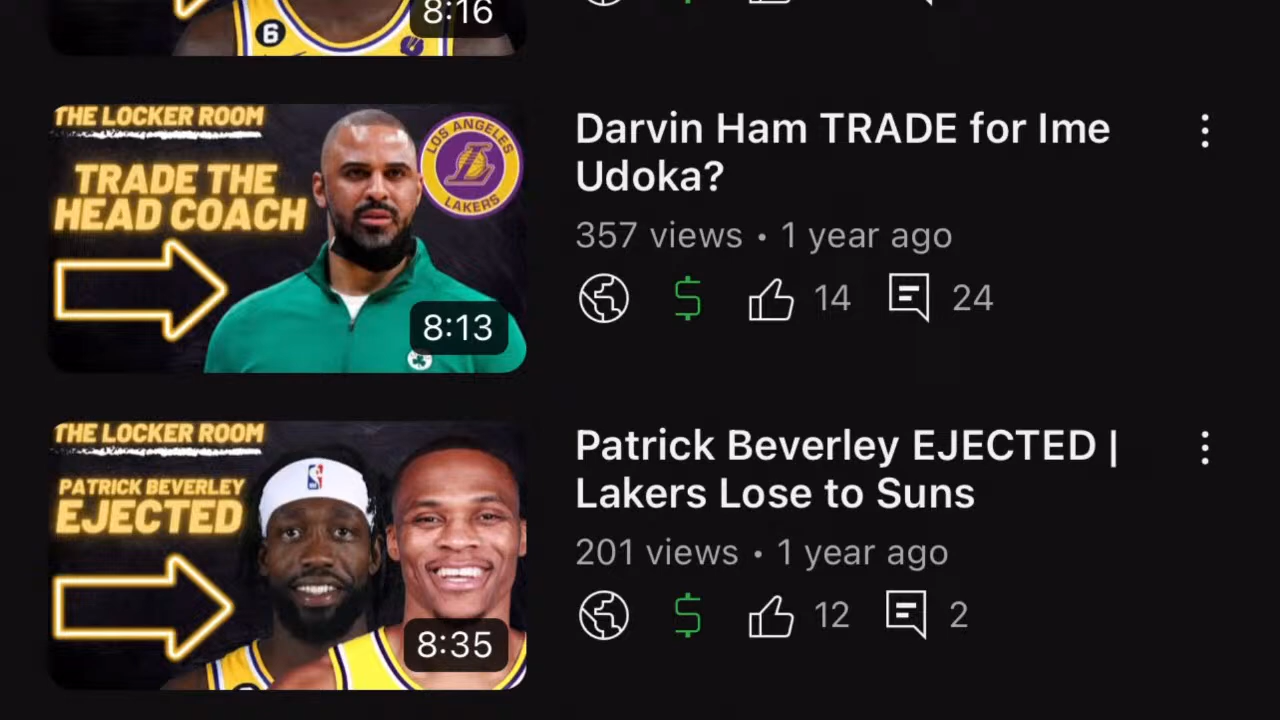 6
8:16
THE LOCKER ROOM
TRADE THE
HEAD COACH
LOS ANGELES
LAKERS
8:13
Darvin Ham TRADE for Ime
Udoka?
357 views • 1 year ago
14 24
THE LOCKER ROOM
PATRICK BEVERLEY
EJECTED
8:35
Patrick Beverley EJECTED |
Lakers Lose to Suns
201 views • 1 year ago
12 2